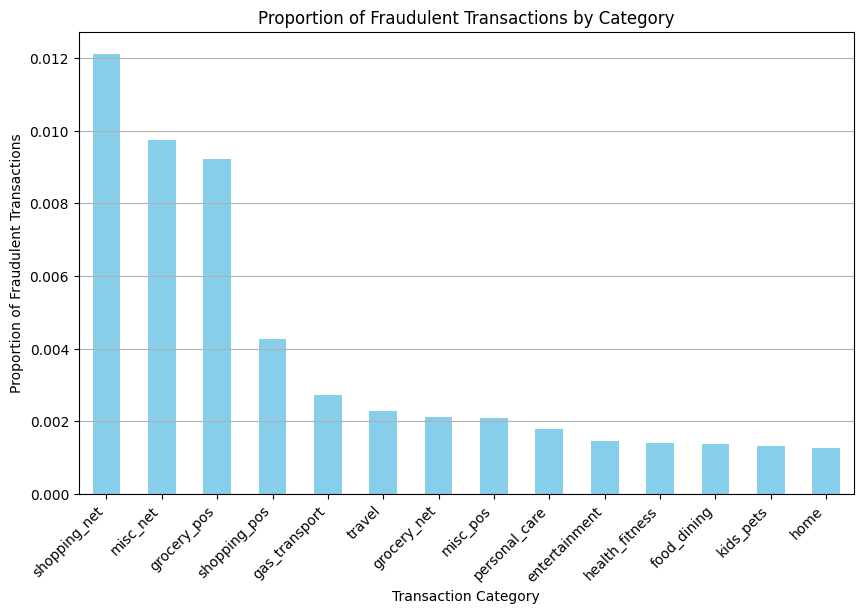 Proportion of Fraudulent Transactions by Category
Proportion of Fraudulent Transactions
0.012
0.010
0.008
0.006
0.004
0.002
0.000
shopping_net
misc_net
grocery_pos
shopping_pos
gas_transport
travel
grocery_net
misc_pos
personal_care
entertainment
health_fitness
food_dining
kids_pets
home
Transaction Category